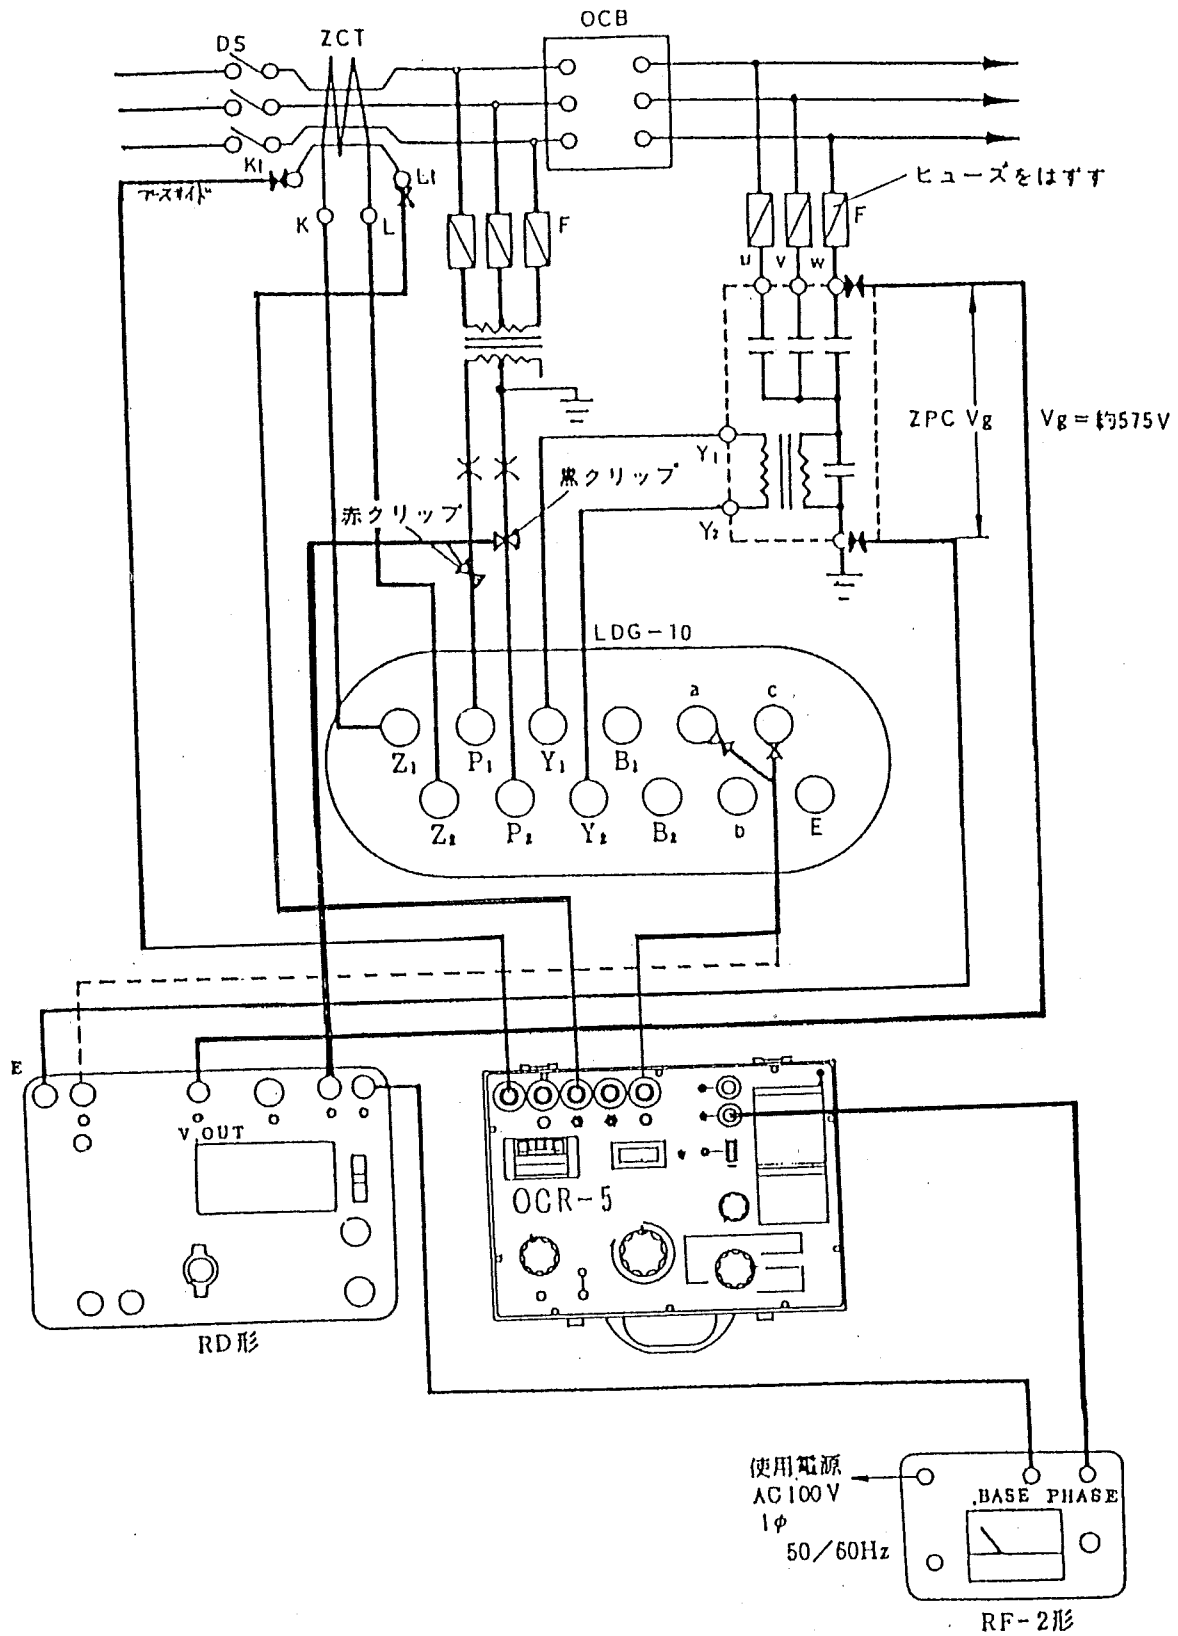 OCB
DS
ZCT
K1
L1
アースサイド
K
L
F
ヒューズをはずす
F
u
v
w
ZPC Vg
Vg=約575V
Y₁
Y₂
黒クリップ
赤クリップ
LDG-10
a
c
Z₁
P₁
Y₁
B₁
Z₂
P₂
Y₂
B₂
b
E
E
V OUT
OCR-5
RD形
使用電源
AC100V
1φ
50/60Hz
BASE PHASE
RF-2形